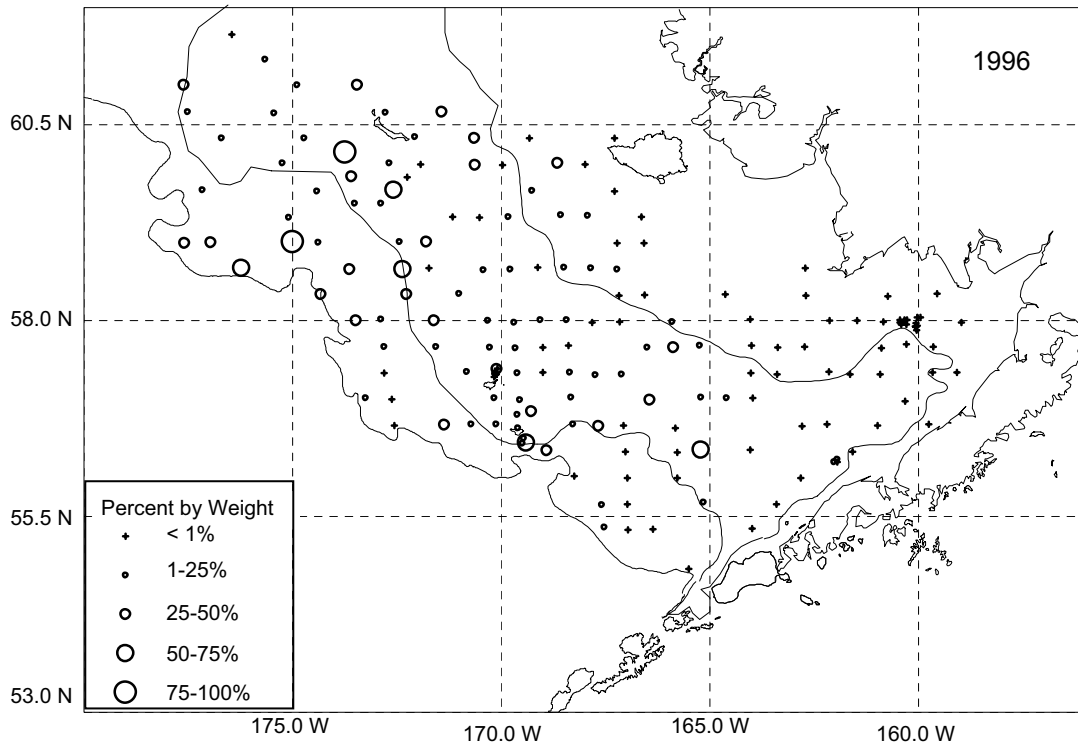 1996
60.5 N
58.0 N
55.5 N
53.0 N
Percent by Weight
< 1%
1-25%
25-50%
50-75%
75-100%
175.0 W
170.0 W
165.0 W
160.0 W